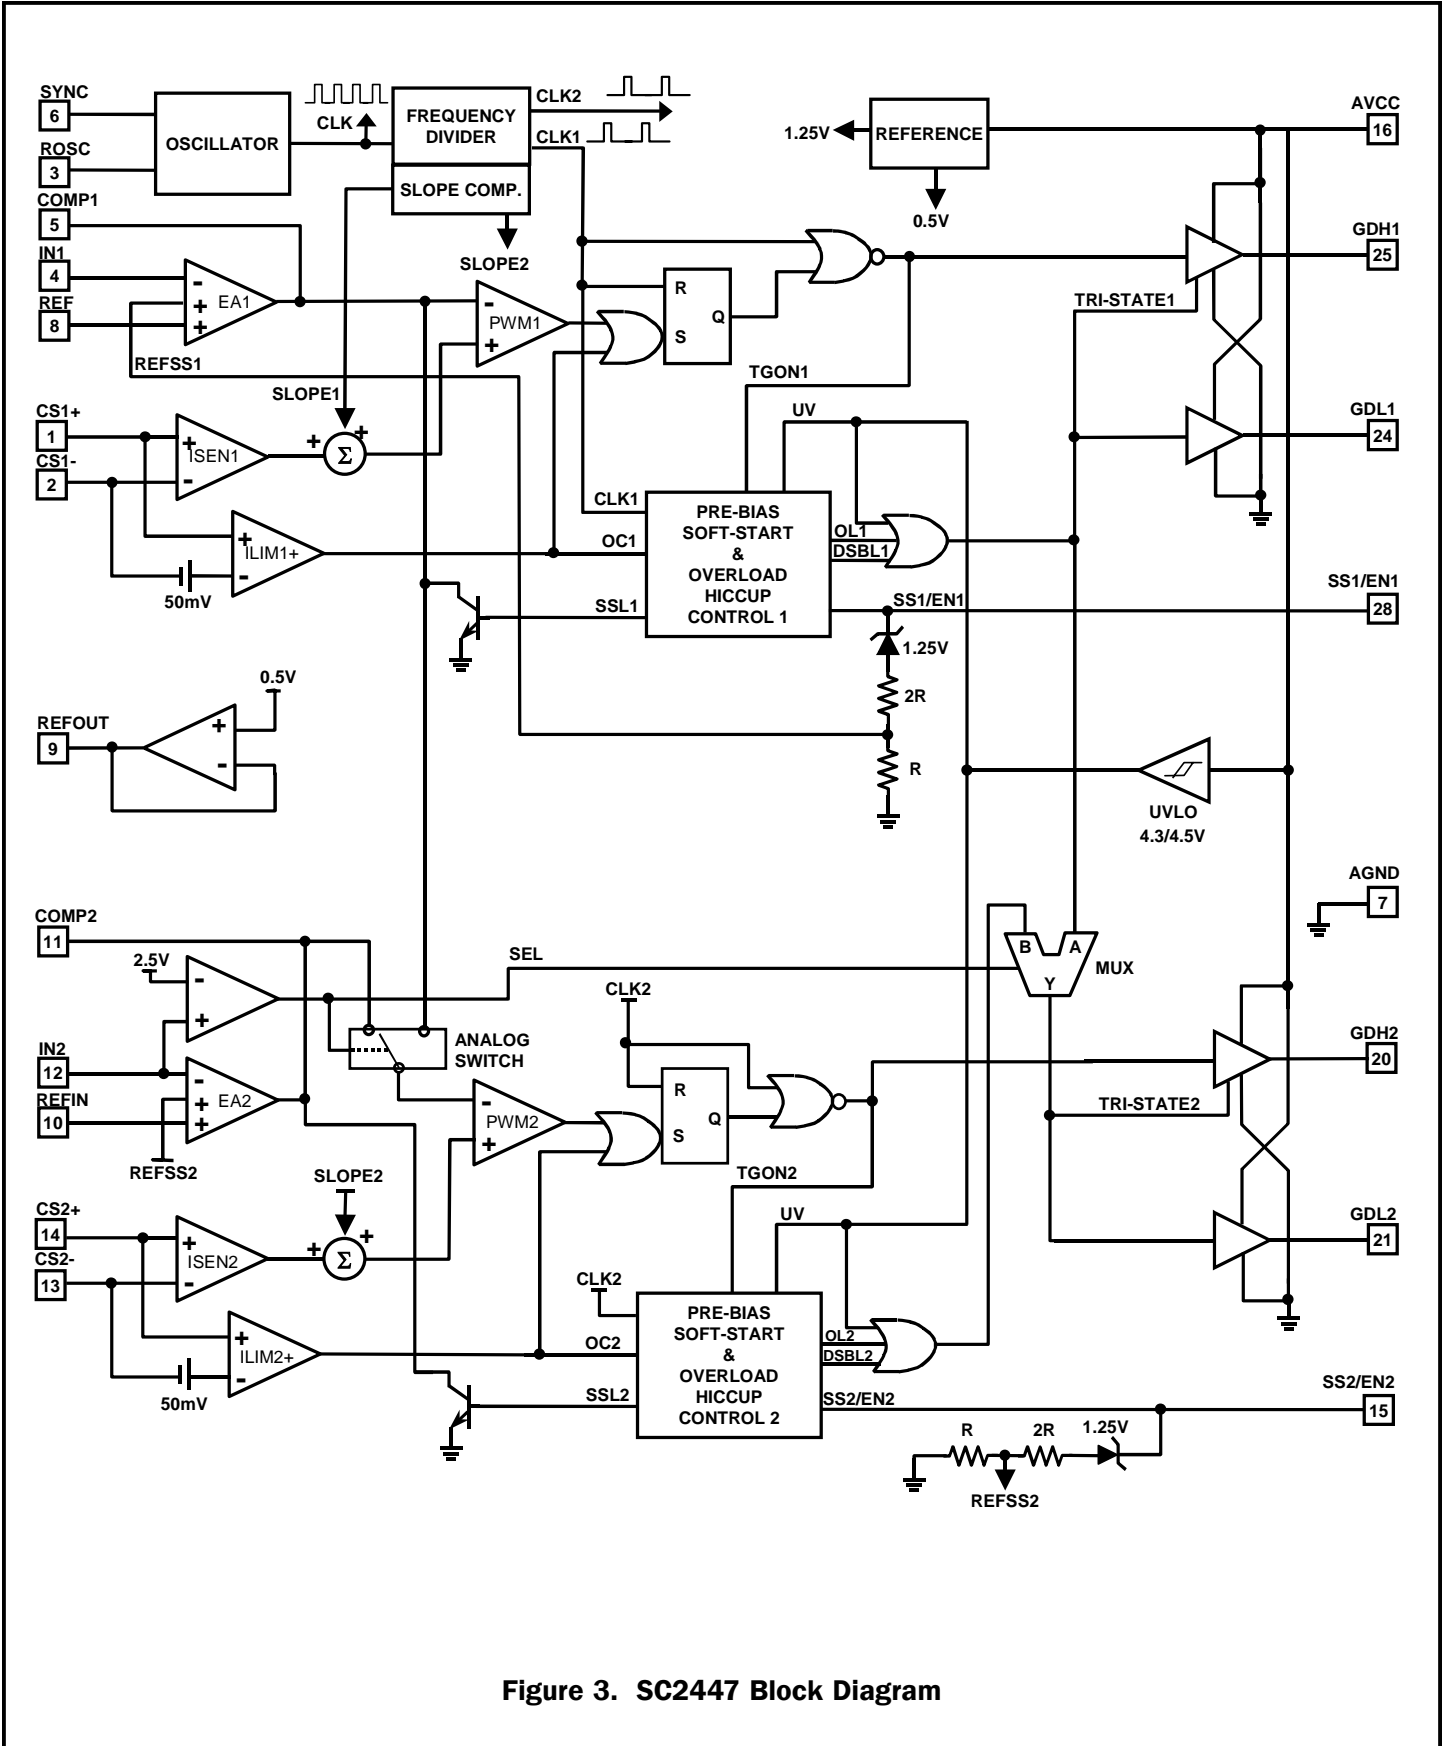 SYNC
6
ROSC
3
COMP1
5
IN1
4
REF
8
OSCILLATOR
CLK
FREQUENCY
DIVIDER
SLOPE COMP.
CLK2
CLK1
SLOPE2
1.25V
REFERENCE
0.5V
AVCC
16
- 
+
+
EA1
REFSS1
-
+
PWM1
R
S
Q
TRI-STATE1
GDH1
25
GDL1
24
SLOPE1
CS1+
1
CS1-
2
+
-
ISEN1
+
+
Σ
+
-
ILIM1+
50mV
TGON1
UV
CLK1
OC1
SSL1
PRE-BIAS
SOFT-START
&
OVERLOAD
HICCUP
CONTROL 1
OL1
DSBL1
SS1/EN1
SS1/EN1
28
1.25V
2R
R
0.5V
REFOUT
9
+
-
UVLO
4.3/4.5V
AGND
7
COMP2
11
2.5V
-
+
SEL
B
A
Y
MUX
IN2
12
REFIN
10
-
+
+
EA2
REFSS2
ANALOG
SWITCH
CLK2
-
+
PWM2
R
S
Q
TRI-STATE2
GDH2
20
GDL2
21
SLOPE2
CS2+
14
CS2-
13
+
-
ISEN2
+
+
Σ
+
-
ILIM2+
50mV
TGON2
UV
CLK2
OC2
SSL2
PRE-BIAS
SOFT-START
&
OVERLOAD
HICCUP
CONTROL 2
OL2
DSBL2
SS2/EN2
SS2/EN2
15
R
2R
1.25V
REFSS2
Figure 3. SC2447 Block Diagram